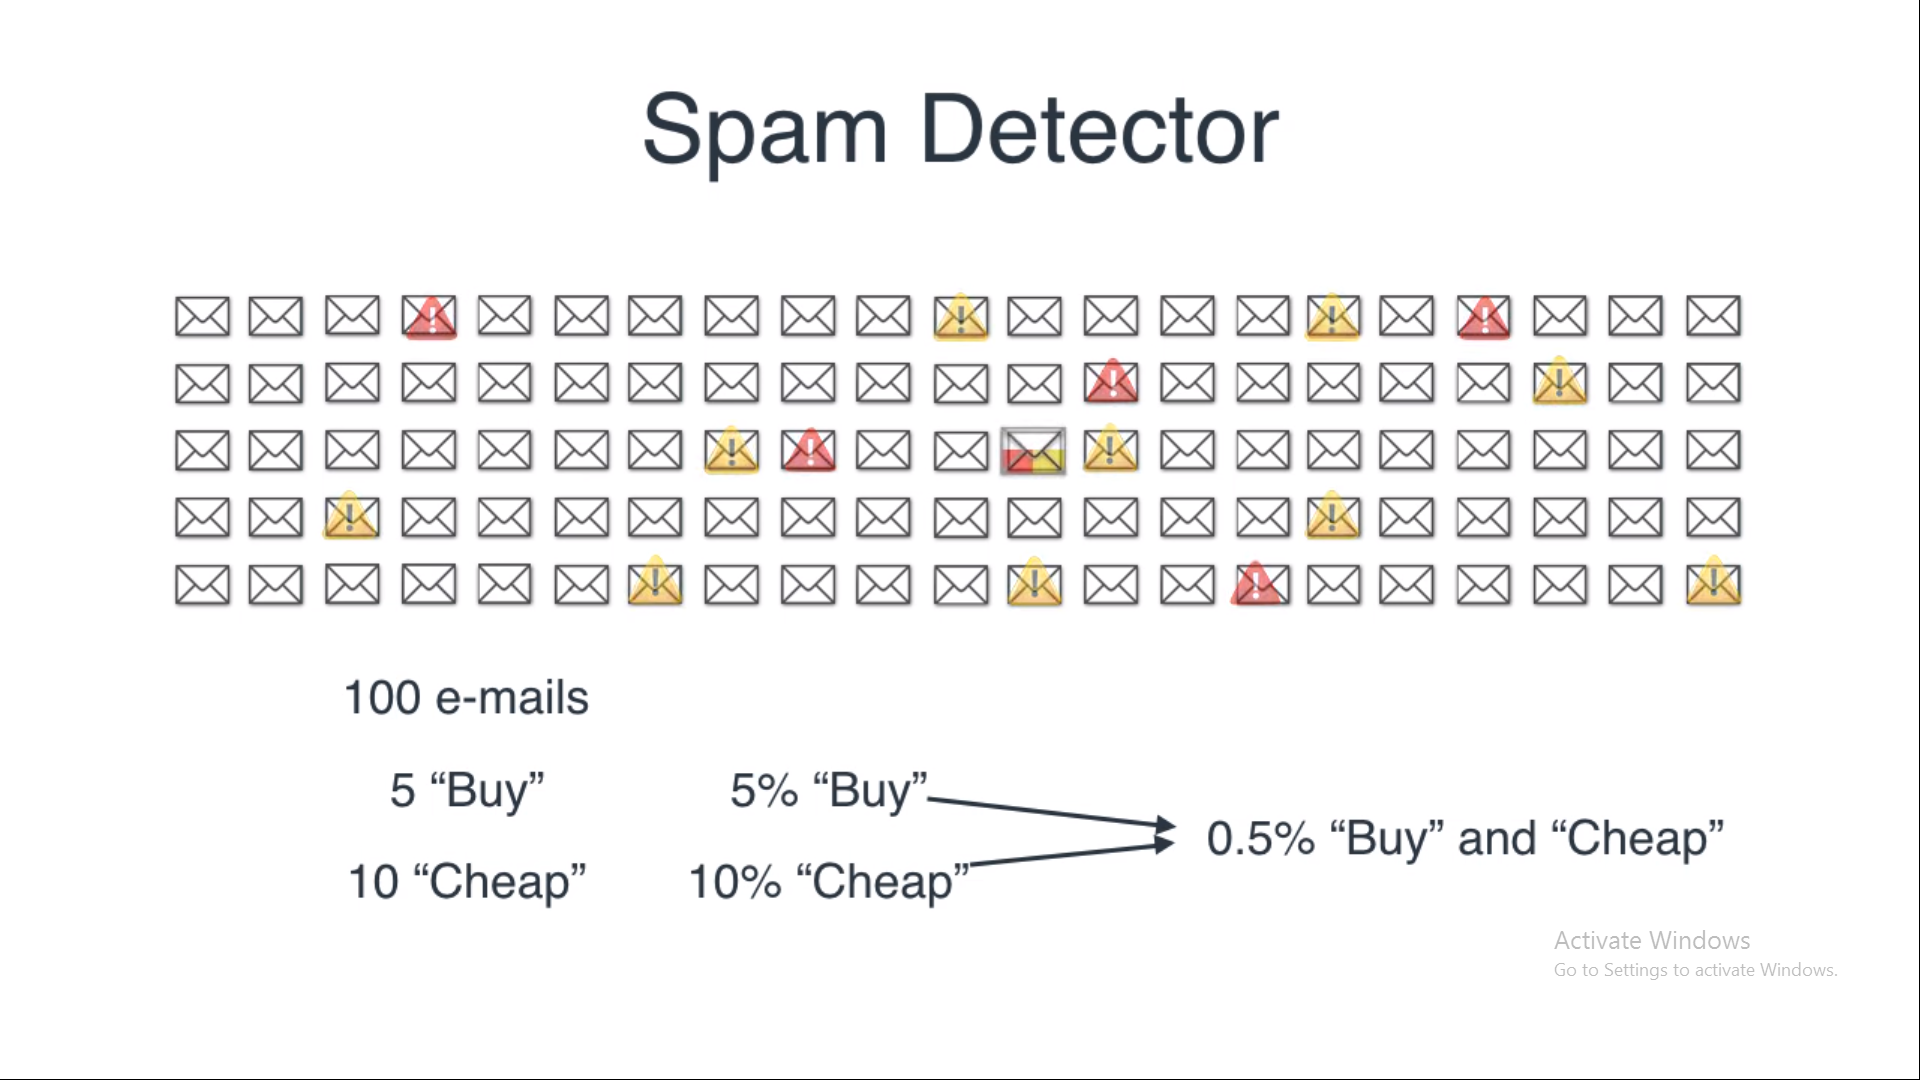 Spam Detector
100 e-mails
5 “Buy”
5% “Buy”
10 “Cheap”
10% “Cheap”
0.5% “Buy” and “Cheap”
Activate Windows
Go to Settings to activate Windows.